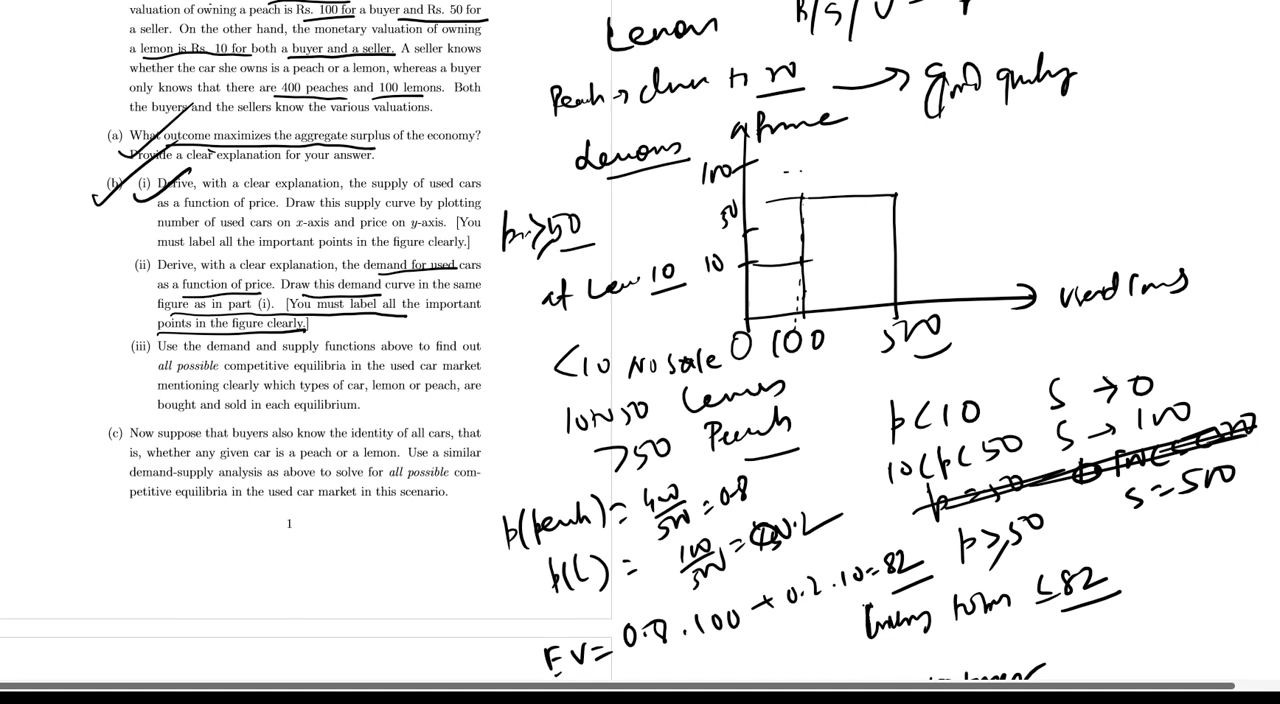 valuation of owning a peach is Rs. 100 for a buyer and Rs. 50 for
a seller. On the other hand, the monetary valuation of owning
a lemon is Rs. 10 for both a buyer and a seller. A seller knows
whether the car she owns is a peach or a lemon, whereas a buyer
only knows that there are 400 peaches and 100 lemons. Both
the buyers and the sellers know the various valuations.
(a) What outcome maximizes the aggregate surplus of the economy?
Provide a clear explanation for your answer.
(b) (i) Derive, with a clear explanation, the supply of used cars
as a function of price. Draw this supply curve by plotting
number of used cars on x-axis and price on y-axis. [You
must label all the important points in the figure clearly.]
(ii) Derive, with a clear explanation, the demand for used cars
as a function of price. Draw this demand curve in the same
figure as in part (i). [You must label all the important
points in the figure clearly.]
(iii) Use the demand and supply functions above to find out
all possible competitive equilibria in the used car market
mentioning clearly which types of car, lemon or peach, are
bought and sold in each equilibrium.
(c) Now suppose that buyers also know the identity of all cars, that
is, whether any given car is a peach or a lemon. Use a similar
demand-supply analysis as above to solve for all possible com-
petitive equilibria in the used car market in this scenario.
1
Lemon
Peach →
Lemons
100
50
10
p ≥ 50
at 10
0 100 500
used cars
<10 No sale
10 50 Lemons
>50 Peach
p<10 S → 0
10<p<50 S → 100
p ≥ 50 S = 500
p(peach) = 400/500 = 0.8
p(L) = 100/500 = 0.2
EV = 0.8 . 100 + 0.2 . 10 = 82
≤ 82